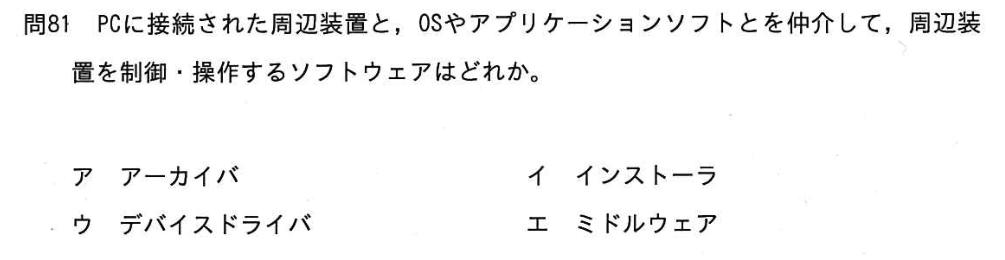 問81　PCに接続された周辺装置と，OSやアプリケーションソフトとを仲介して，周辺装
置を制御・操作するソフトウェアはどれか。
ア　アーカイバ　イ　インストーラ
ウ　デバイスドライバ　エ　ミドルウェア